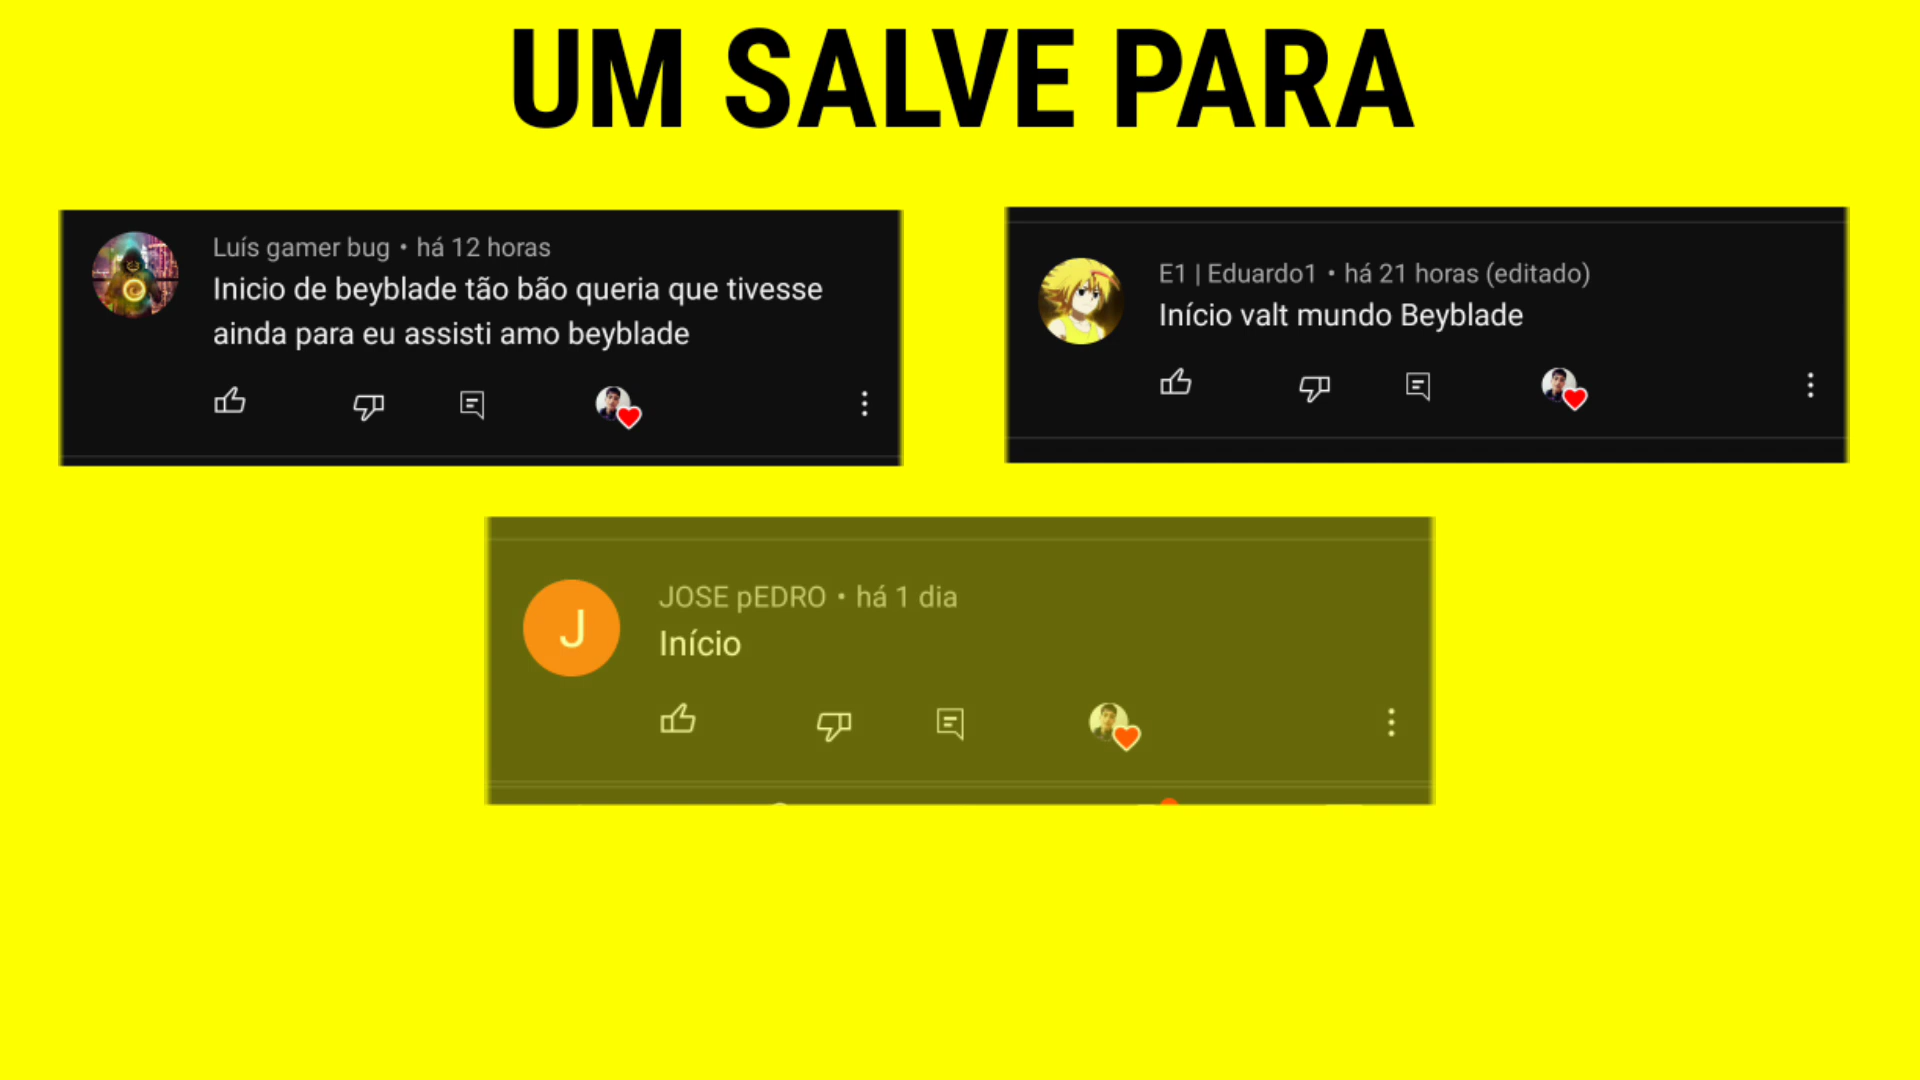 UM SALVE PARA
Luís gamer bug • há 12 horas
Inicio de beyblade tão bão queria que tivesse
ainda para eu assisti amo beyblade
E1 | Eduardo1 • há 21 horas (editado)
Início valt mundo Beyblade
J
JOSE pEDRO • há 1 dia
Início